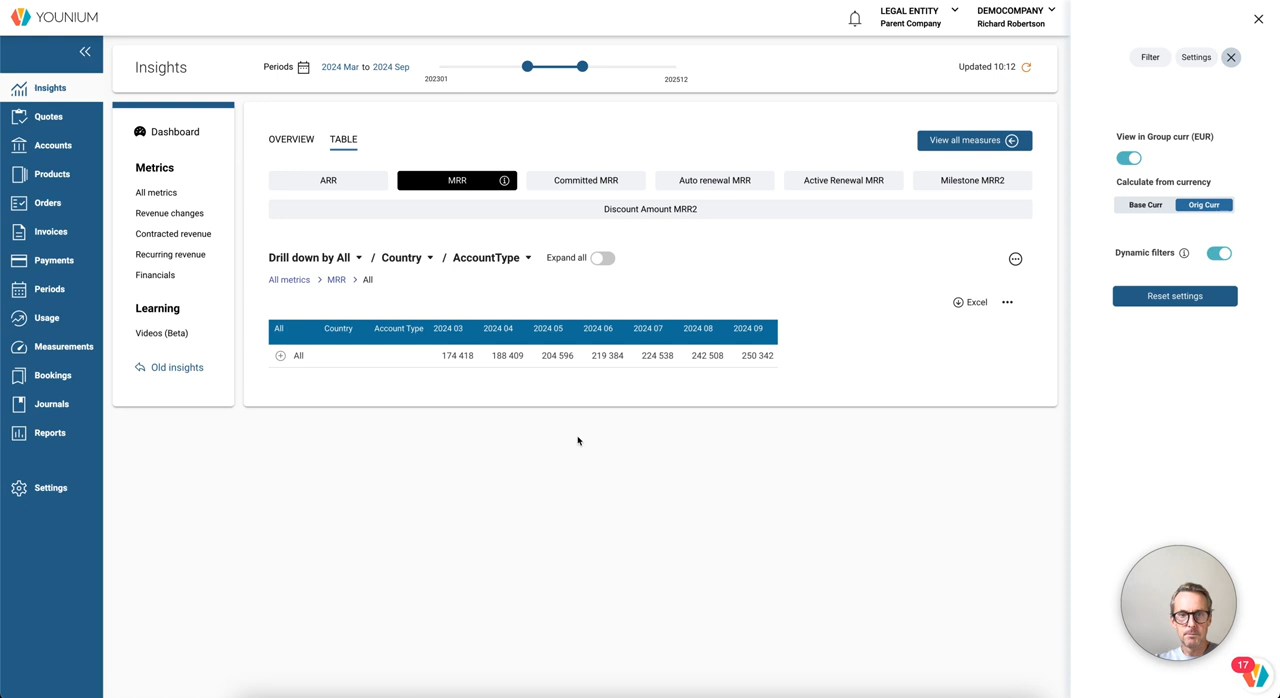 YOUNIUM
LEGAL ENTITY
Parent Company
DEMOCOMPANY
Richard Robertson
Insights
Quotes
Accounts
Products
Orders
Invoices
Payments
Periods
Usage
Measurements
Bookings
Journals
Reports
Settings
Insights
Periods 2024 Mar to 2024 Sep
202301
202512
Updated 10:12
Dashboard
Metrics
All metrics
Revenue changes
Contracted revenue
Recurring revenue
Financials
Learning
Videos (Beta)
Old insights
OVERVIEW TABLE
View all measures
ARR MRR Committed MRR Auto renewal MRR Active Renewal MRR Milestone MRR2
Discount Amount MRR2
Drill down by All / Country / AccountType Expand all
All metrics > MRR > All
Excel
All Country Account Type 2024 03 2024 04 2024 05 2024 06 2024 07 2024 08 2024 09
All 174 418 188 409 204 596 219 384 224 538 242 508 250 342
Filter Settings
View in Group curr (EUR)
Calculate from currency
Base Curr Orig Curr
Dynamic filters
Reset settings
17